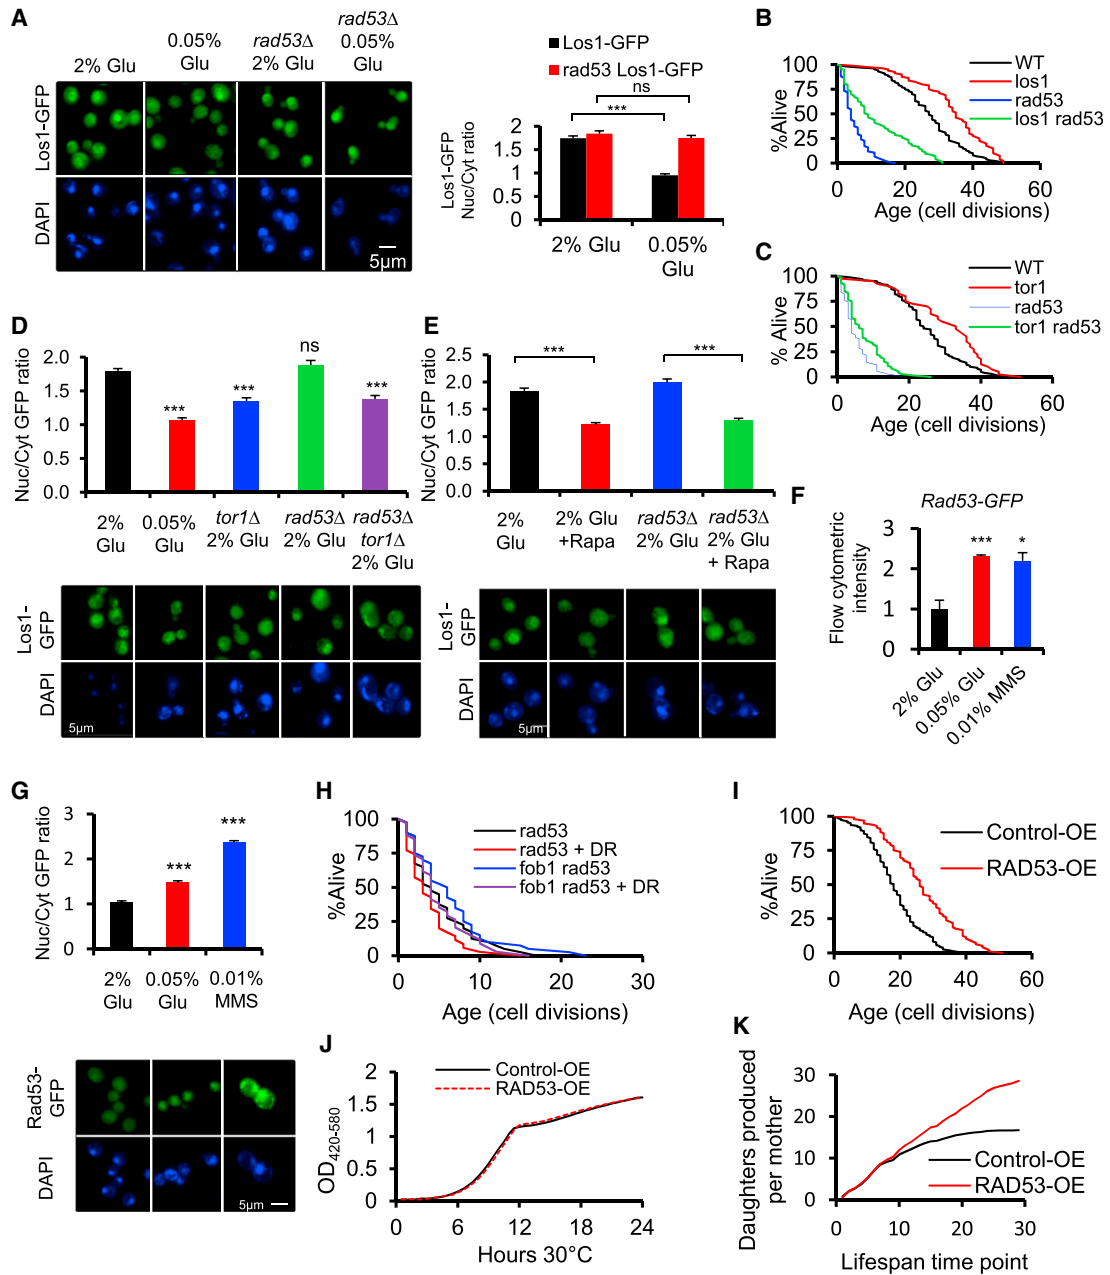 A
2% Glu
0.05%
Glu
rad53Δ
2% Glu
rad53Δ
0.05%
Glu
Los1-GFP
DAPI
5µm
Los1-GFP
rad53 Los1-GFP
ns
***
Los1-GFP
Nuc/Cyt ratio
2
1.5
1
0.5
0
2% Glu
0.05%
Glu
B
%Alive
100
75
50
25
0
WT
los1
rad53
los1 rad53
0 20 40 60
Age (cell divisions)
C
% Alive
100
75
50
25
0
WT
tor1
rad53
tor1 rad53
0 20 40 60
Age (cell divisions)
D
Nuc/Cyt GFP ratio
2.0
1.5
1.0
0.5
0.0
***
***
ns
***
2%
Glu
0.05%
Glu
tor1Δ
2% Glu
rad53Δ
2% Glu
rad53Δ
tor1Δ
2% Glu
Los1-
GFP
DAPI
5µm
E
Nuc/Cyt GFP ratio
2.5
2.0
1.5
1.0
0.5
0.0
***
***
2%
Glu
2% Glu
+Rapa
rad53Δ
2% Glu
rad53Δ
2% Glu
+ Rapa
Los1-
GFP
DAPI
5µm
F
Rad53-GFP
Flow cytometric
intensity
3
2
1
0
***
*
2% Glu
0.05% Glu
0.01% MMS
G
Nuc/Cyt GFP ratio
3
2
1
0
***
***
2%
Glu
0.05%
Glu
0.01%
MMS
Rad53-
GFP
DAPI
5µm
H
%Alive
100
75
50
25
0
rad53
rad53 + DR
fob1 rad53
fob1 rad53 + DR
0 10 20 30
Age (cell divisions)
I
%Alive
100
75
50
25
0
Control-OE
RAD53-OE
0 20 40 60
Age (cell divisions)
J
OD420-580
2
1.5
1
0.5
0
Control-OE
RAD53-OE
0 6 12 18 24
Hours 30°C
K
Daughters produced
per mother
30
20
10
0
Control-OE
RAD53-OE
0 10 20 30
Lifespan time point